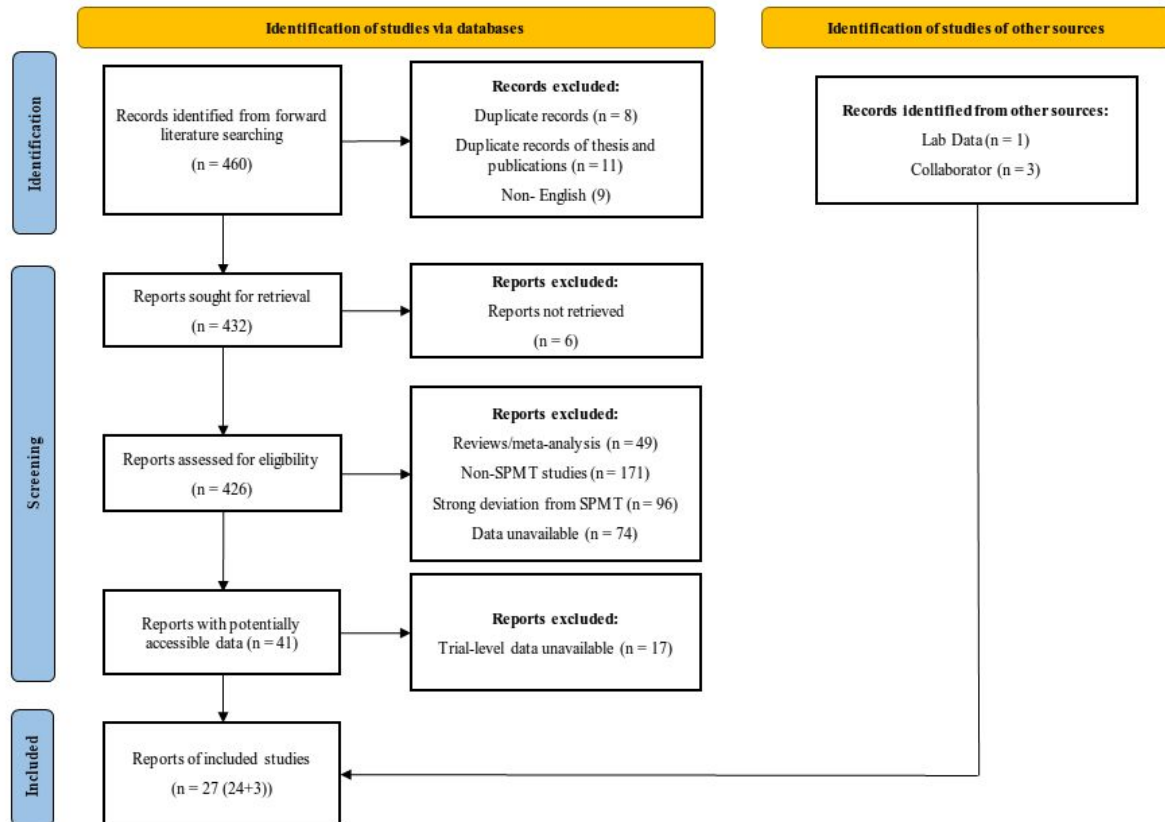 Identification of studies via databases
Identification of studies of other sources
Identification
Records identified from forward
literature searching
(n = 460)
Records excluded:
Duplicate records (n = 8)
Duplicate records of thesis and
publications (n = 11)
Non- English (9)
Records identified from other sources:
Lab Data (n = 1)
Collaborator (n = 3)
Screening
Reports sought for retrieval
(n = 432)
Reports excluded:
Reports not retrieved
(n = 6)
Reports assessed for eligibility
(n = 426)
Reports excluded:
Reviews/meta-analysis (n = 49)
Non-SPMT studies (n = 171)
Strong deviation from SPMT (n = 96)
Data unavailable (n = 74)
Reports with potentially
accessible data (n = 41)
Reports excluded:
Trial-level data unavailable (n = 17)
Included
Reports of included studies
(n = 27 (24+3))